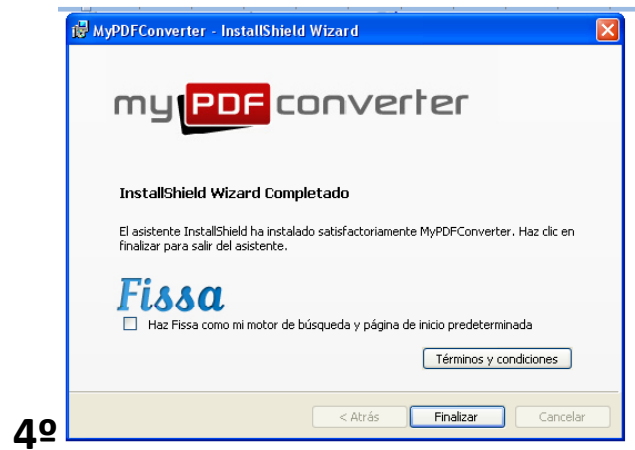 MyPDFConverter - InstallShield Wizard
my PDF converter
InstallShield Wizard Completado
El asistente InstallShield ha instalado satisfactoriamente MyPDFConverter. Haz clic en
finalizar para salir del asistente.
Fissa
Haz Fissa como mi motor de búsqueda y página de inicio predeterminada
Términos y condiciones
< Atrás Finalizar Cancelar
4º